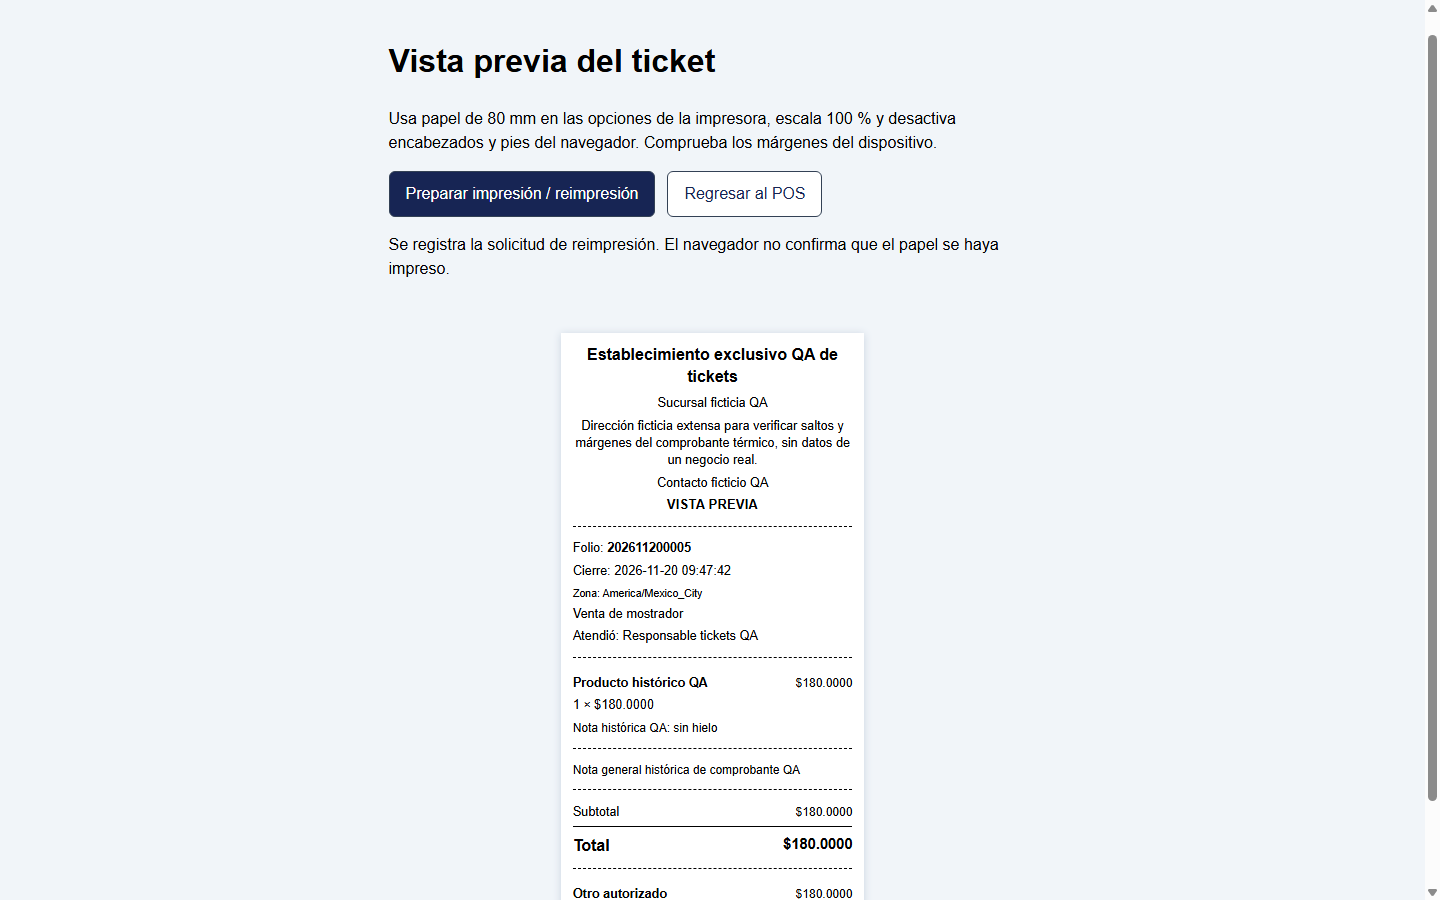 Vista previa del ticket
Usa papel de 80 mm en las opciones de la impresora, escala 100 % y desactiva
encabezados y pies del navegador. Comprueba los márgenes del dispositivo.
Preparar impresión / reimpresión
Regresar al POS
Se registra la solicitud de reimpresión. El navegador no confirma que el papel se haya
impreso.
Establecimiento exclusivo QA de
tickets
Sucursal ficticia QA
Dirección ficticia extensa para verificar saltos y
márgenes del comprobante térmico, sin datos de
un negocio real.
Contacto ficticio QA
VISTA PREVIA
Folio: 202611200005
Cierre: 2026-11-20 09:47:42
Zona: America/Mexico_City
Venta de mostrador
Atendió: Responsable tickets QA
Producto histórico QA $180.0000
1 × $180.0000
Nota histórica QA: sin hielo
Nota general histórica de comprobante QA
Subtotal $180.0000
Total $180.0000
Otro autorizado $180.0000